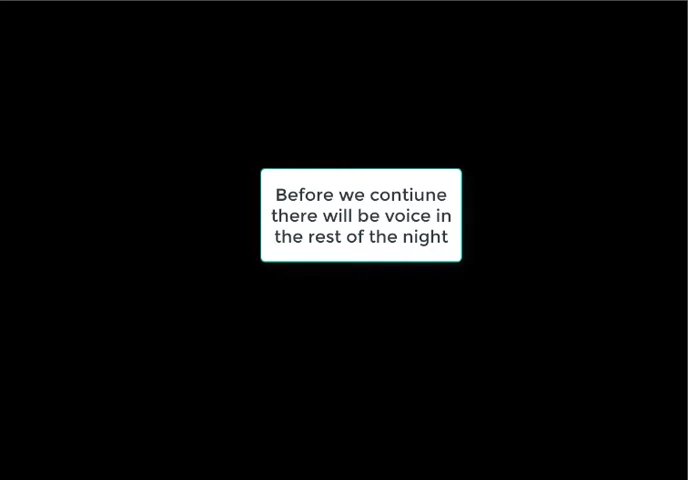 Before we contiune
there will be voice in
the rest of the night